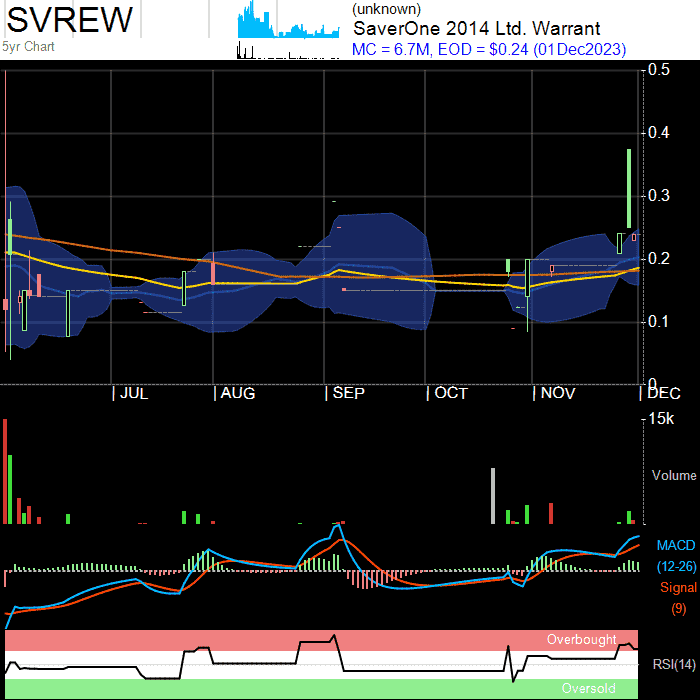 SVREW
5yr Chart
(unknown)
SaverOne 2014 Ltd. Warrant
MC = 6.7M, EOD = $0.24 (01Dec2023)
0.5
0.4
0.3
0.2
0.1
0
JUL
AUG
SEP
OCT
NOV
DEC
15k
Volume
MACD
(12-26)
Signal
(9)
Overbought
RSI(14)
Oversold